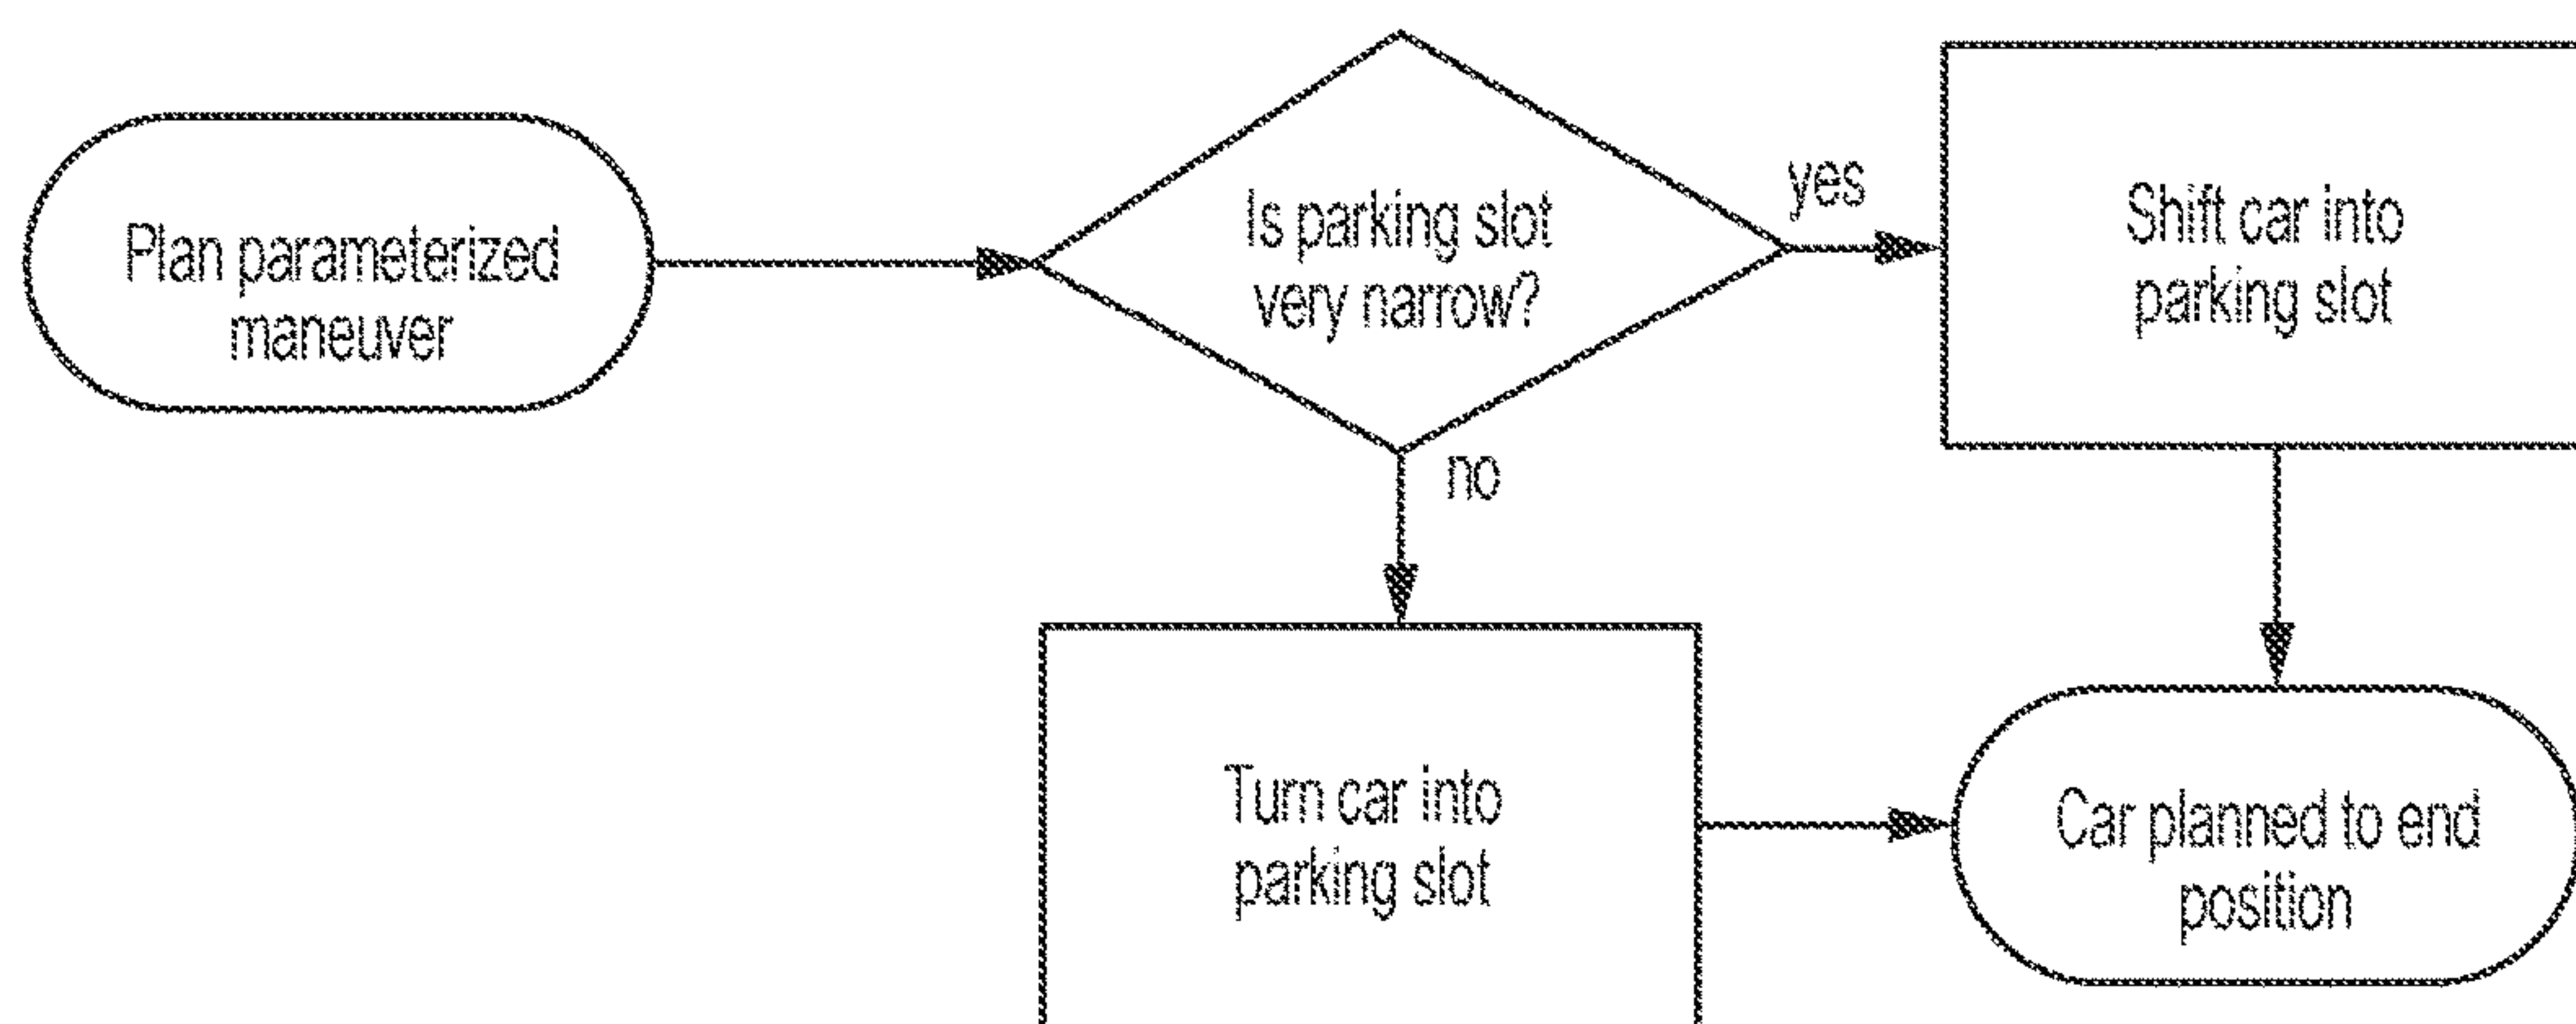 Plan parameterized
maneuver
Is parking slot
very narrow?
yes
Shift car into
parking slot
no
Turn car into
parking slot
Car planned to end
position